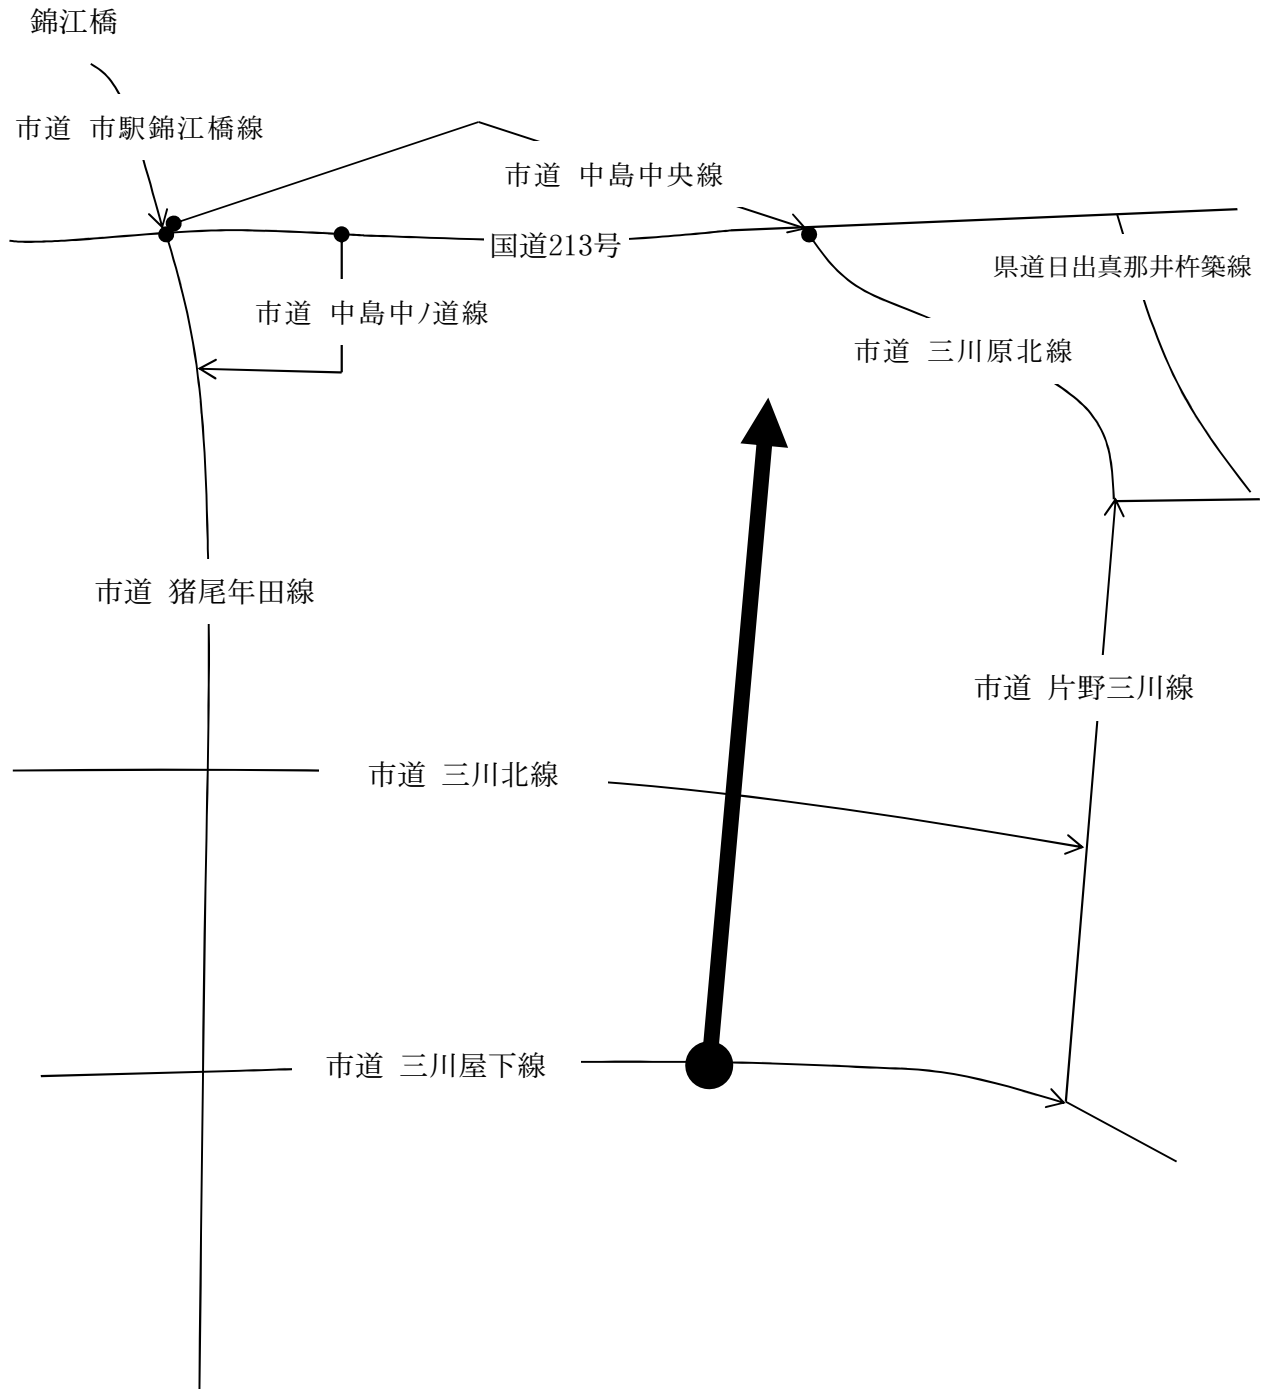 錦江橋
市道 市駅錦江橋線
市道 中島中央線
国道213号
県道日出真那井杵築線
市道 中島中ノ道線
市道 三川原北線
市道 猪尾年田線
市道 片野三川線
市道 三川北線
市道 三川屋下線